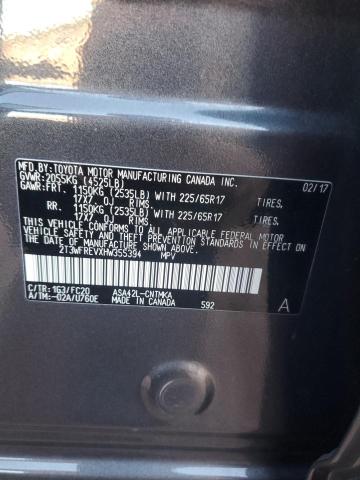 MFD.BY:TOYOTA MOTOR MANUFACTURING CANADA INC.
GVWR:2055KG (4525LB) 02/17
GAWR:FRT. 1150KG (2535LB)WITH 225/65R17 TIRES,
17X7.0J RIMS,
RR. 1150KG (2535LB)WITH 225/65R17 TIRES,
17X7.0J RIMS,
THIS VEHICLE CONFORMS TO ALL APPLICABLE FEDERAL MOTOR
VEHICLE SAFETY AND THEFT PREVENTION STANDARDS IN EFFECT
ON THE DATE OF MANUFACTURE SHOWN ABOVE.
2T3WFREVXHW355394 MPV
C/TR:1G3/FC20 ASA42L-CNTMKA
A/TM:-02A/U760E MADE IN CANADA 592 A